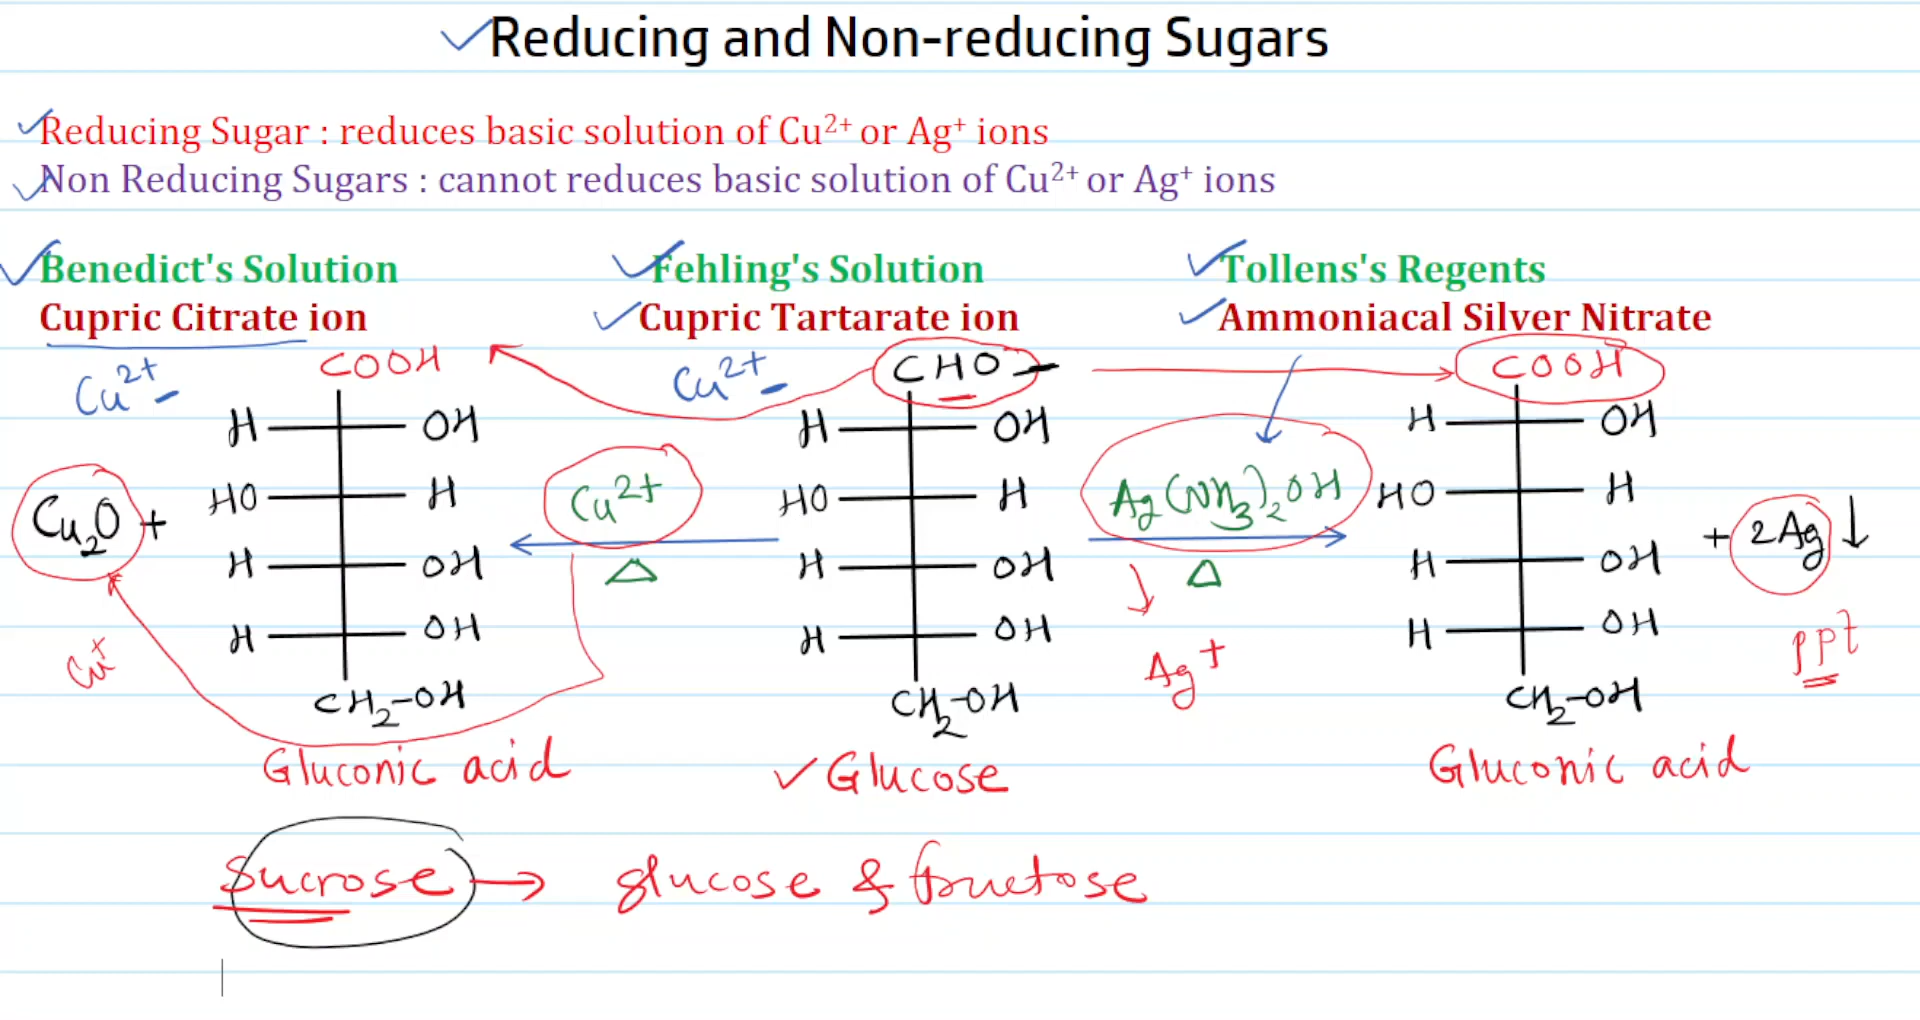 Reducing and Non-reducing Sugars
Reducing Sugar : reduces basic solution of Cu²⁺ or Ag⁺ ions
Non Reducing Sugars : cannot reduces basic solution of Cu²⁺ or Ag⁺ ions
Benedict's Solution Fehling's Solution Tollens's Regents
Cupric Citrate ion Cupric Tartarate ion Ammoniacal Silver Nitrate
Cu²⁺ COOH Cu²⁺ CHO COOH
H OH H OH H OH
Cu₂O + HO H Cu²⁺ HO H Ag(NH₃)₂OH HO H + 2Ag ↓
H OH Δ H OH Δ H OH
Cu⁺ H OH H OH Ag⁺ H OH ppt
CH₂-OH CH₂-OH CH₂-OH
Gluconic acid Glucose Gluconic acid
Sucrose → glucose & fructose